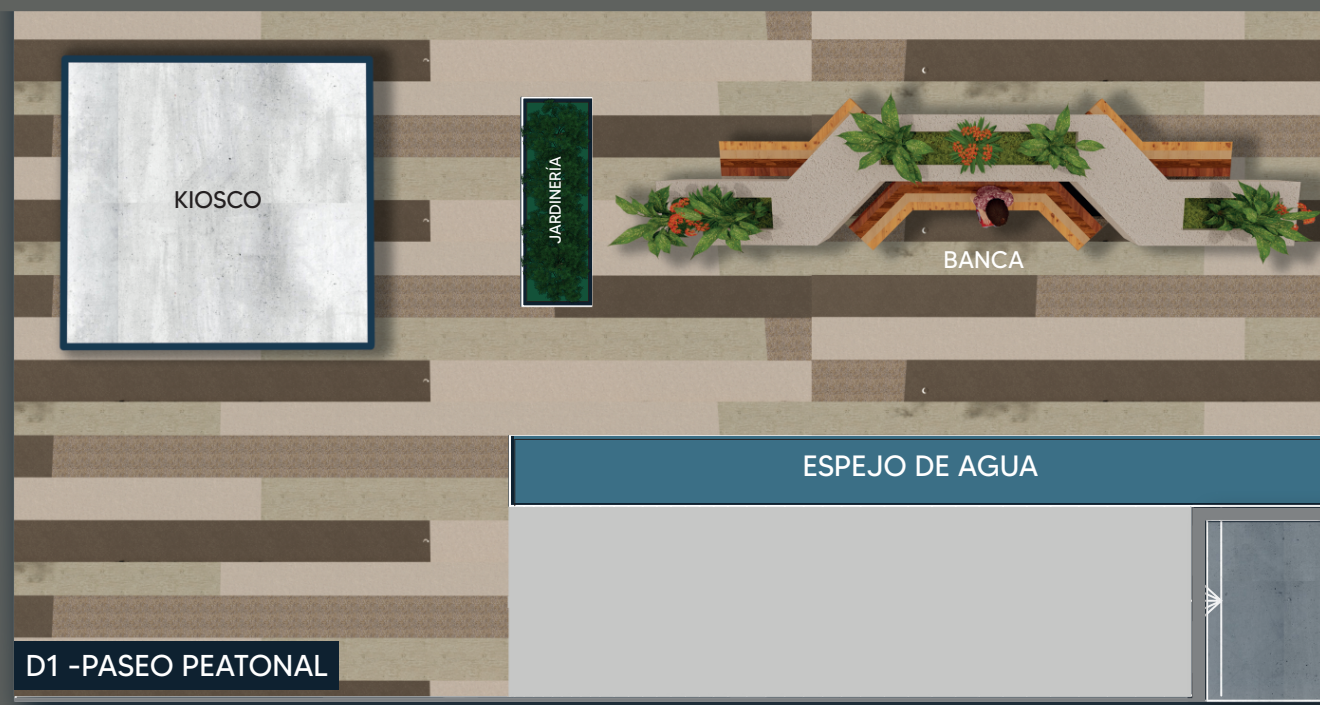 KIOSCO
JARDINERÍA
BANCA
ESPEJO DE AGUA
D1 -PASEO PEATONAL